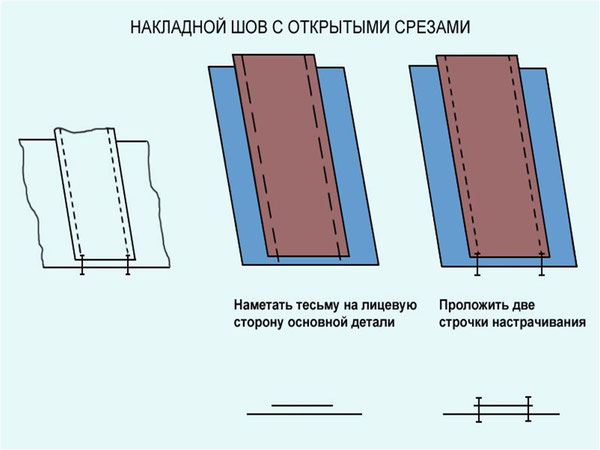 НАКЛАДНОЙ ШОВ С ОТКРЫТЫМИ СРЕЗАМИ
Наметать тесьму на лицевую
сторону основной детали
Проложить две
строчки настрачивания